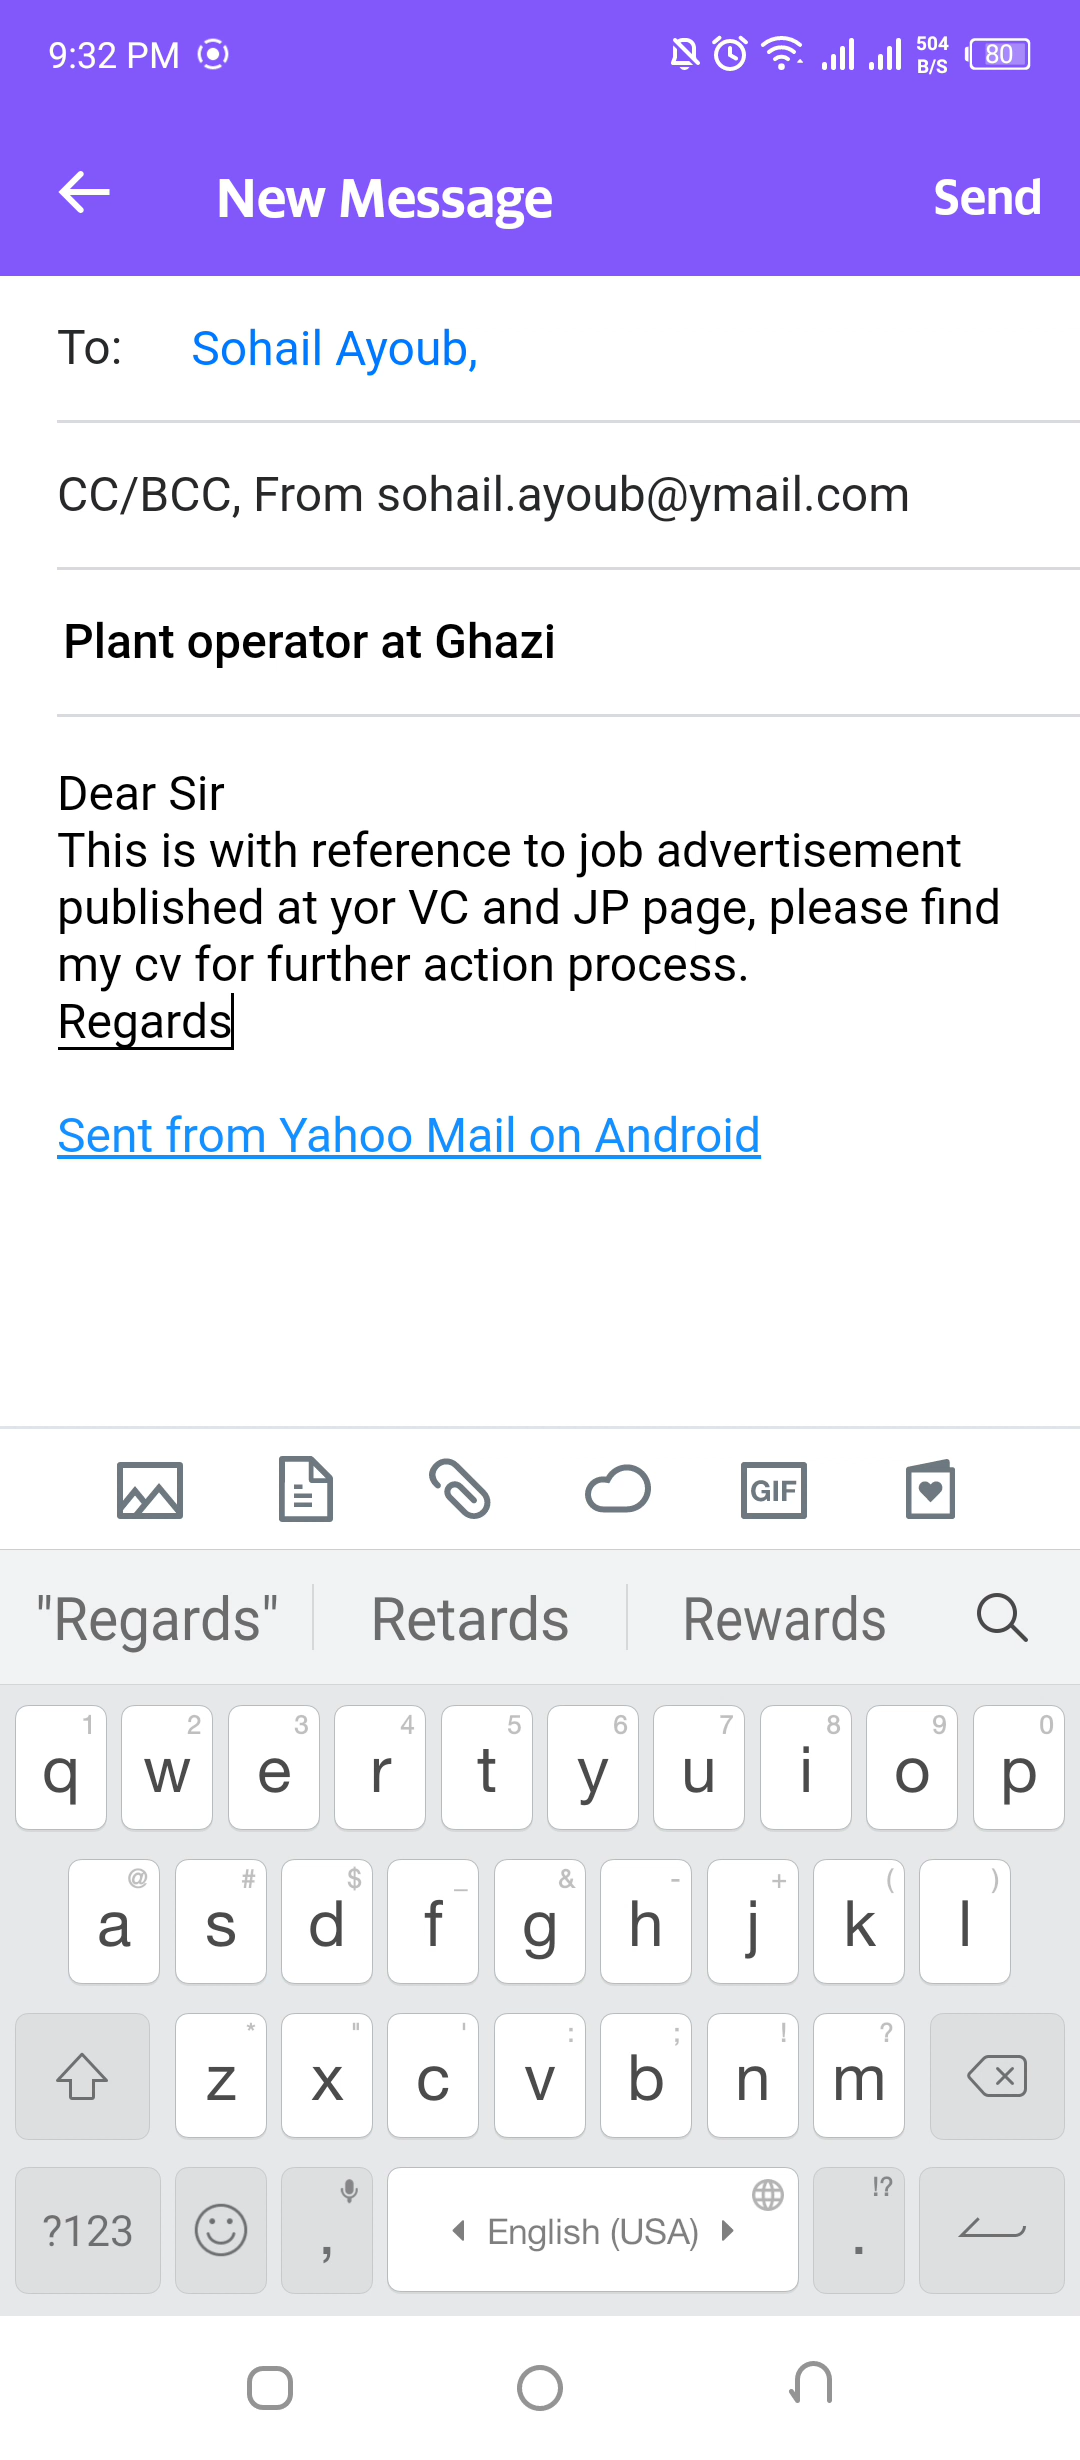 9:32 PM 504 B/S 80
New Message Send
To: Sohail Ayoub,
CC/BCC, From sohail.ayoub@ymail.com
Plant operator at Ghazi
Dear Sir
This is with reference to job advertisement
published at yor VC and JP page, please find
my cv for further action process.
Regards
Sent from Yahoo Mail on Android
GIF
"Regards" Retards Rewards
1 2 3 4 5 6 7 8 9 0
q w e r t y u i o p
@ # $ _ & - + ( )
a s d f g h j k l
* " ' : ; ! ?
z x c v b n m
!?
?123 , English (USA) .